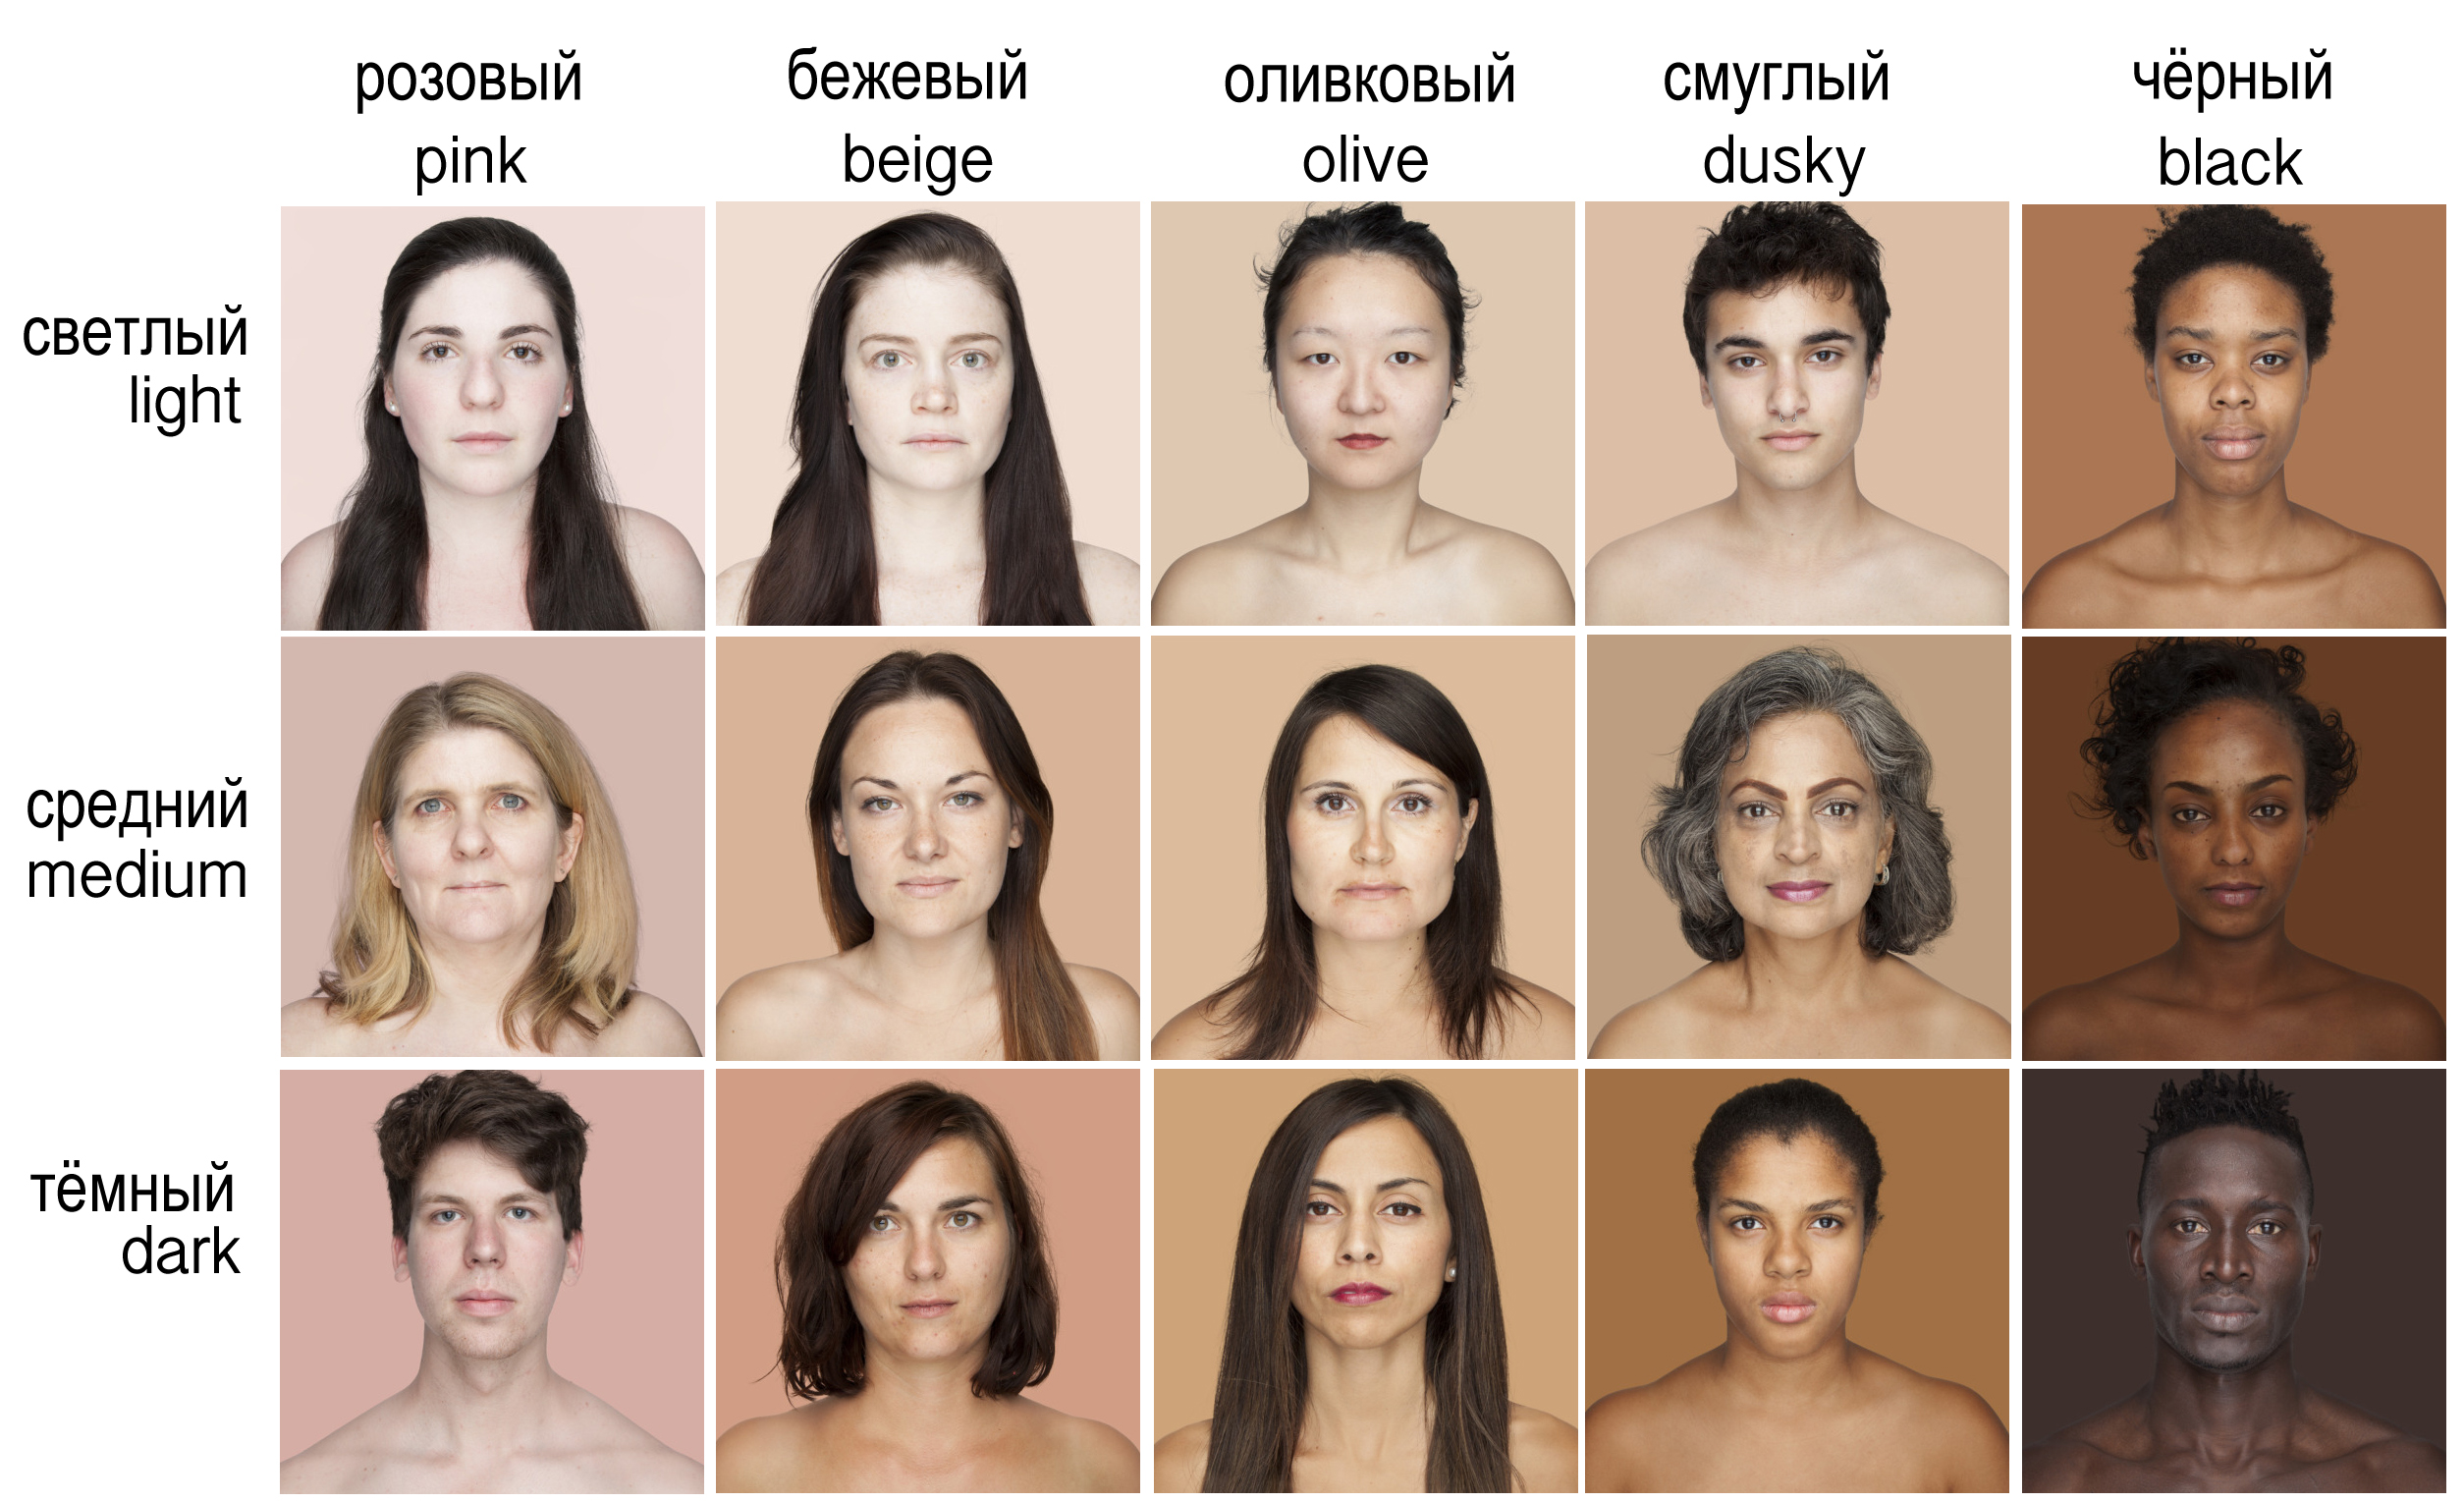 розовый
pink
бежевый
beige
оливковый
olive
смуглый
dusky
чёрный
black
светлый
light
средний
medium
тёмный
dark